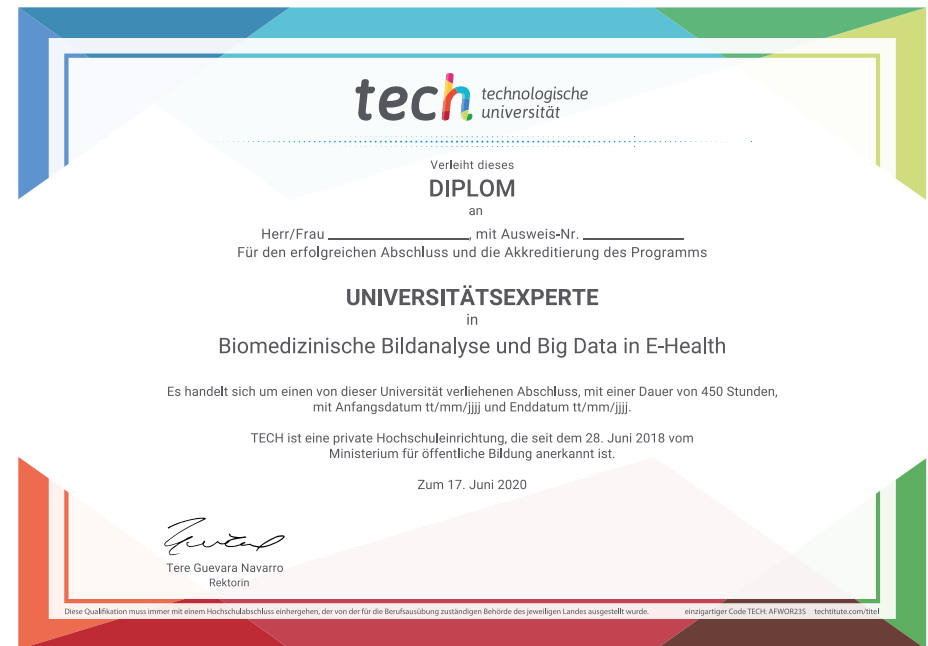 tech technologische
universität
Verleiht dieses
DIPLOM
an
Herr/Frau ____________________, mit Ausweis-Nr. ______________
Für den erfolgreichen Abschluss und die Akkreditierung des Programms
UNIVERSITÄTSEXPERTE
in
Biomedizinische Bildanalyse und Big Data in E-Health
Es handelt sich um einen von dieser Universität verliehenen Abschluss, mit einer Dauer von 450 Stunden,
mit Anfangsdatum tt/mm/jjjj und Enddatum tt/mm/jjjj.
TECH ist eine private Hochschuleinrichtung, die seit dem 28. Juni 2018 vom
Ministerium für öffentliche Bildung anerkannt ist.
Zum 17. Juni 2020
Tere Guevara Navarro
Rektorin
Diese Qualifikation muss immer mit einem Hochschulabschluss einhergehen, der von der für die Berufsausübung zuständigen Behörde des jeweiligen Landes ausgestellt wurde. einzigartiger Code TECH: AFWOR23S techtitute.com/titel